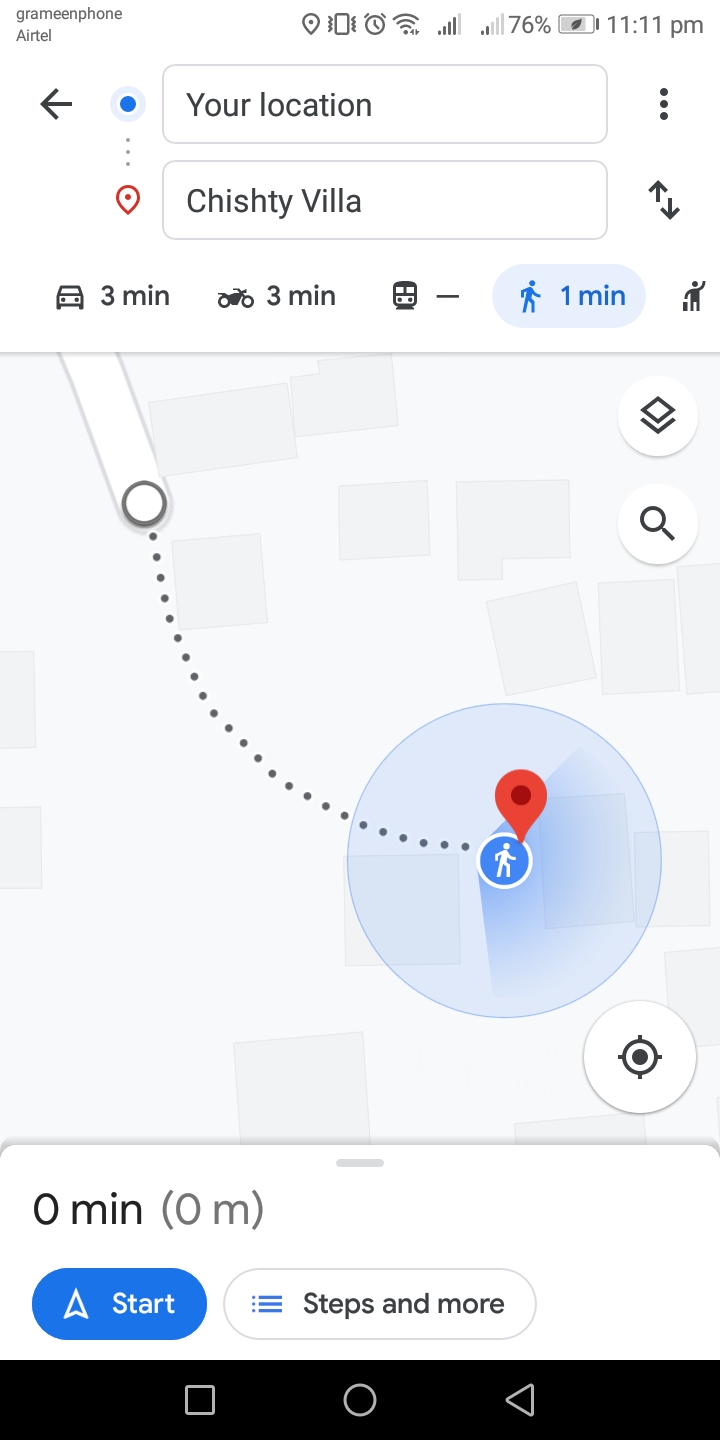 grameenphone
Airtel
76% 11:11 pm
Your location
Chishty Villa
3 min 3 min — 1 min
0 min (0 m)
Start Steps and more